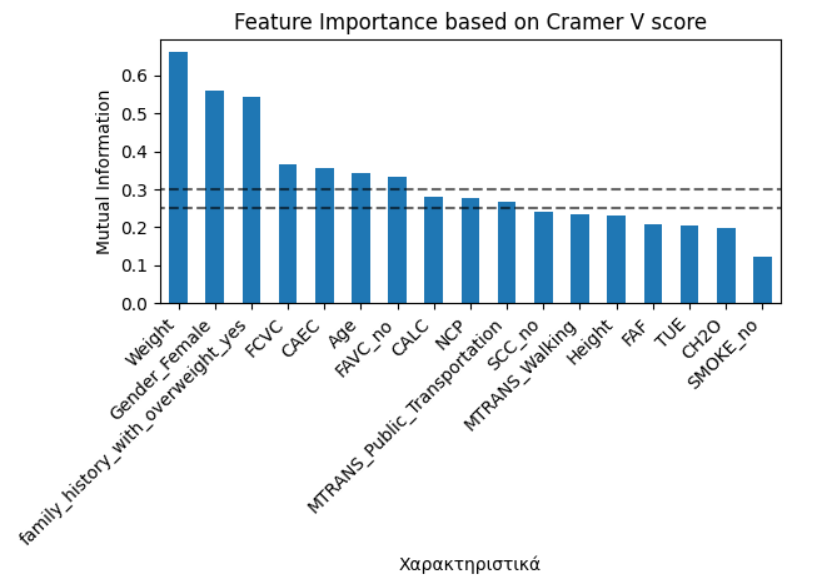 Feature Importance based on Cramer V score
Mutual Information
0.6
0.5
0.4
0.3
0.2
0.1
0.0
Weight
Gender_Female
family_history_with_overweight_yes
FCVC
CAEC
Age
FAVC_no
CALC
NCP
MTRANS_Public_Transportation
SCC_no
MTRANS_Walking
Height
FAF
TUE
CH2O
SMOKE_no
Χαρακτηριστικά